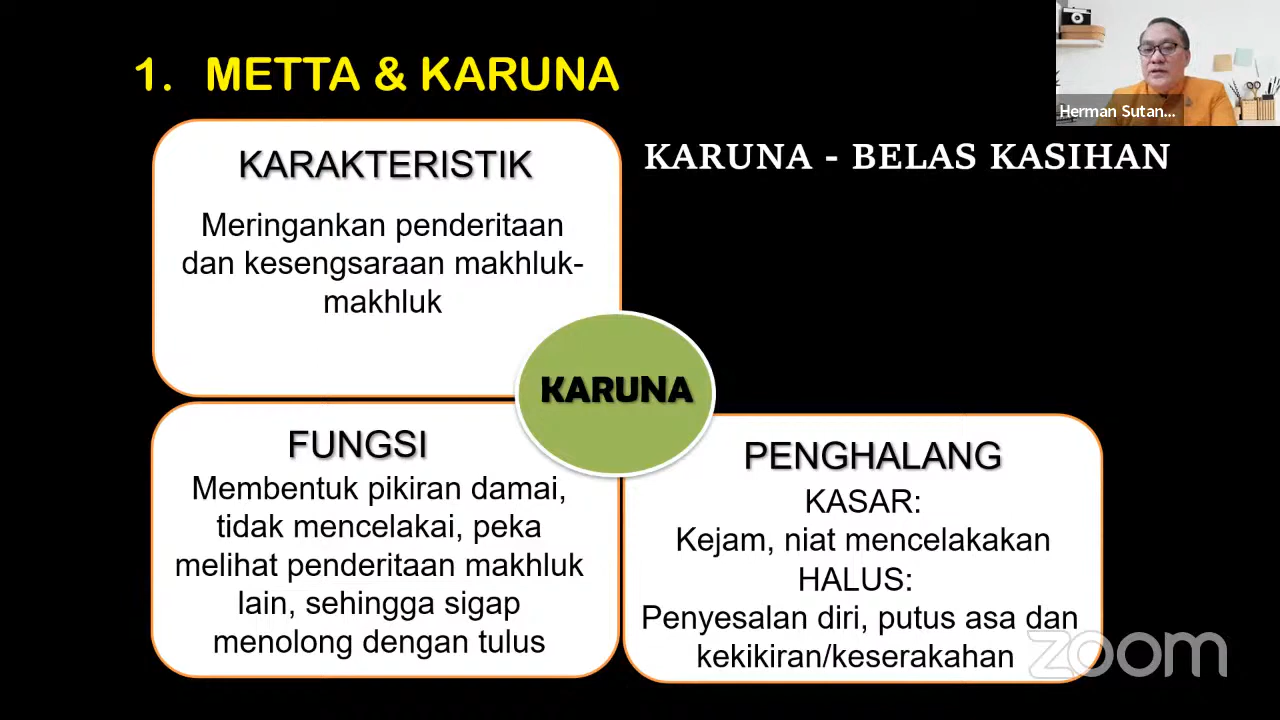 1. METTA & KARUNA
Herman Sutan...
KARAKTERISTIK
Meringankan penderitaan
dan kesengsaraan makhluk-
makhluk
KARUNA - BELAS KASIHAN
KARUNA
FUNGSI
Membentuk pikiran damai,
tidak mencelakai, peka
melihat penderitaan makhluk
lain, sehingga sigap
menolong dengan tulus
PENGHALANG
KASAR:
Kejam, niat mencelakakan
HALUS:
Penyesalan diri, putus asa dan
kekikiran/keserakahan
zoom